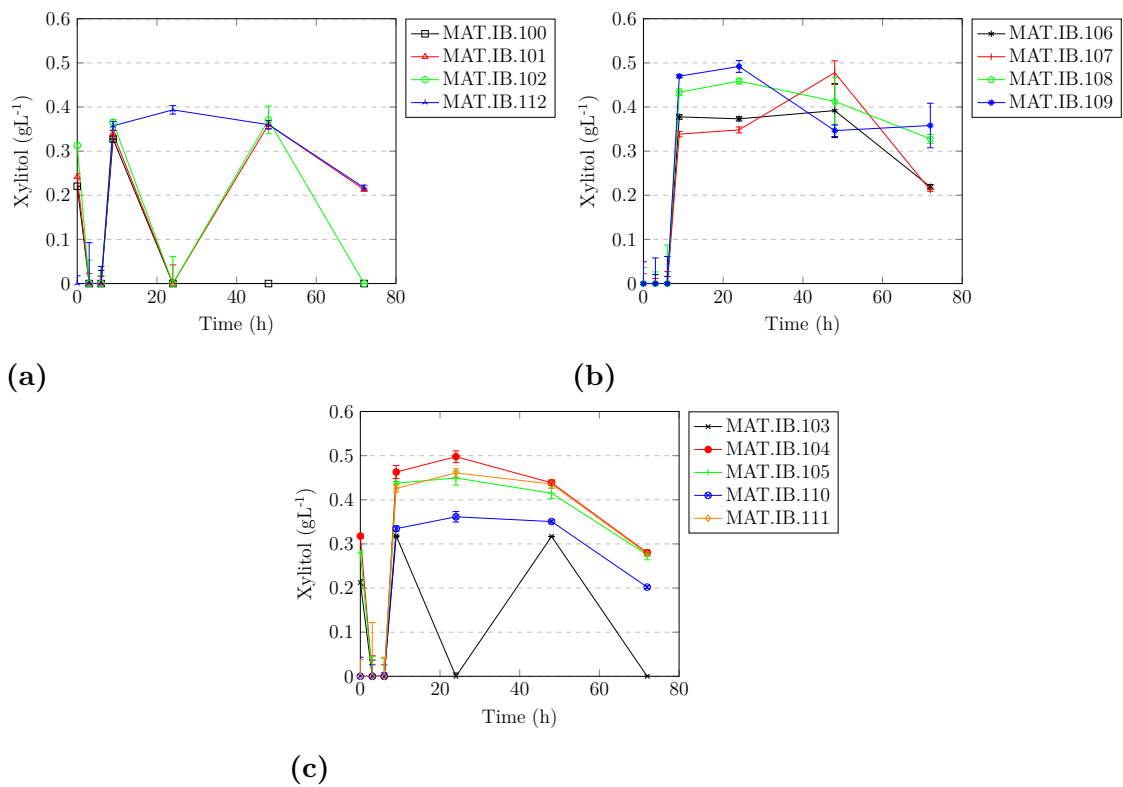 0.6
0.5
0.4
0.3
0.2
0.1
0
0 20 40 60 80
Xylitol (gL⁻¹)
Time (h)
MAT.IB.100
MAT.IB.101
MAT.IB.102
MAT.IB.112
(a)
0.6
0.5
0.4
0.3
0.2
0.1
0
0 20 40 60 80
Xylitol (gL⁻¹)
Time (h)
MAT.IB.106
MAT.IB.107
MAT.IB.108
MAT.IB.109
(b)
0.6
0.5
0.4
0.3
0.2
0.1
0
0 20 40 60 80
Xylitol (gL⁻¹)
Time (h)
MAT.IB.103
MAT.IB.104
MAT.IB.105
MAT.IB.110
MAT.IB.111
(c)